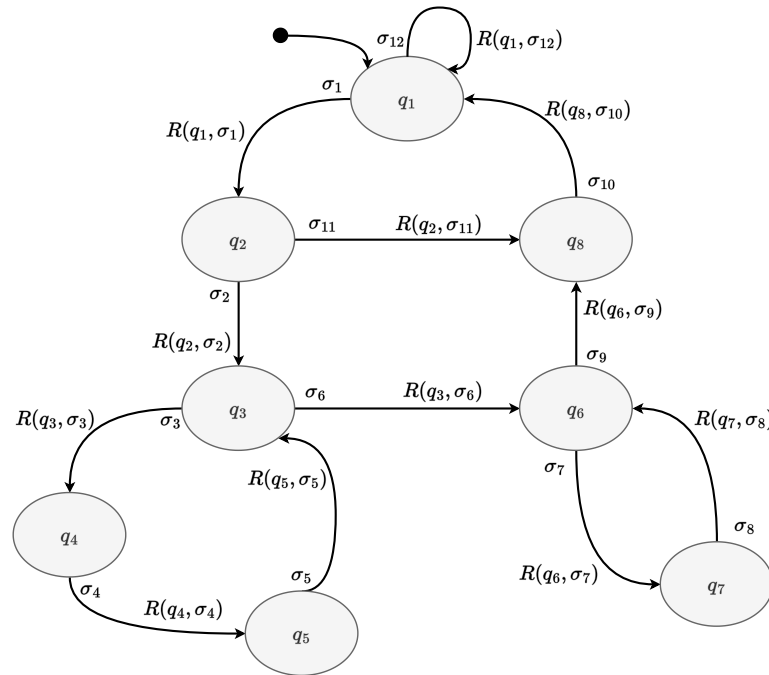 σ₁₂
R(q₁, σ₁₂)
σ₁
q₁
R(q₈, σ₁₀)
R(q₁, σ₁)
σ₁₀
σ₁₁
R(q₂, σ₁₁)
q₂
q₈
σ₂
R(q₆, σ₉)
R(q₂, σ₂)
σ₉
σ₆
R(q₃, σ₆)
R(q₃, σ₃)
σ₃
q₃
q₆
R(q₇, σ₈)
σ₇
R(q₅, σ₅)
σ₈
q₄
σ₅
R(q₆, σ₇)
σ₄
q₇
R(q₄, σ₄)
q₅